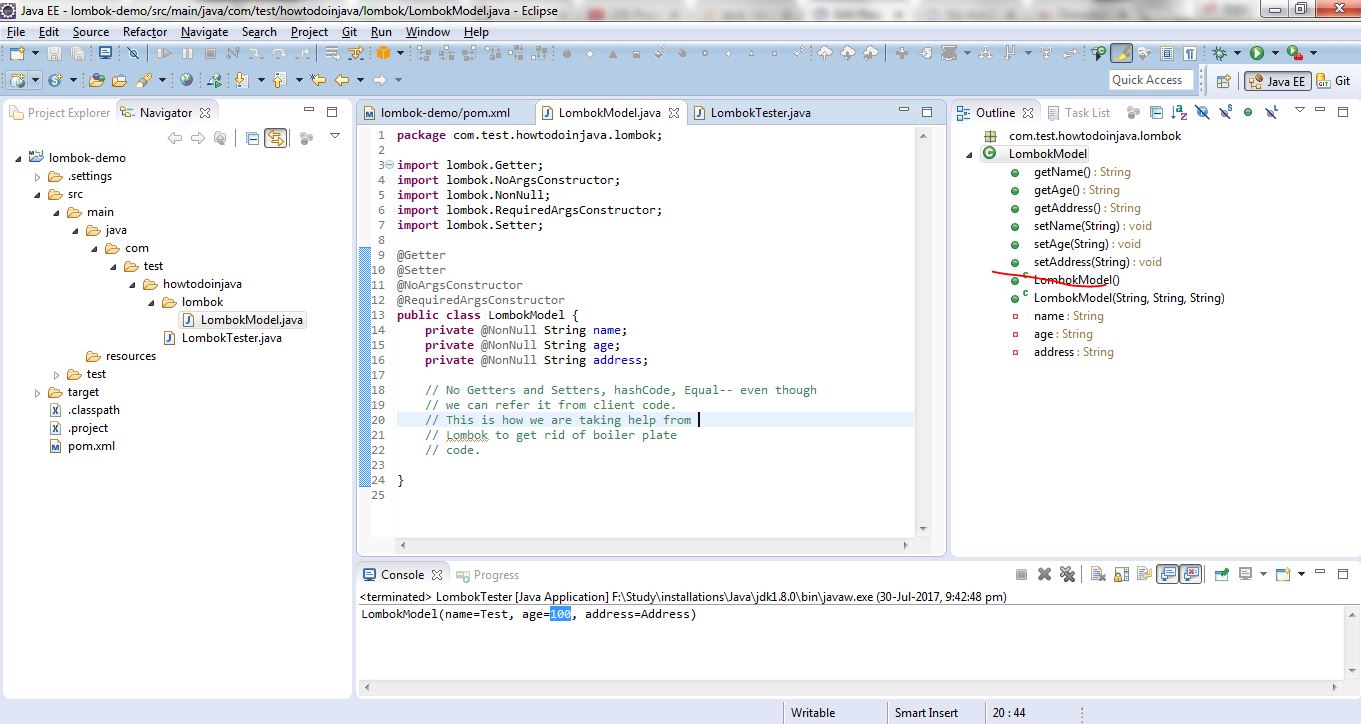 Java EE - lombok-demo/src/main/java/com/test/howtodoinjava/lombok/LombokModel.java - Eclipse
File Edit Source Refactor Navigate Search Project Git Run Window Help
Quick Access Java EE Git
Project Explorer Navigator
lombok-demo
.settings
src
main
java
com
test
howtodoinjava
lombok
LombokModel.java
LombokTester.java
resources
test
target
.classpath
.project
pom.xml
lombok-demo/pom.xml LombokModel.java LombokTester.java
1 package com.test.howtodoinjava.lombok;
2
3 import lombok.Getter;
4 import lombok.NoArgsConstructor;
5 import lombok.NonNull;
6 import lombok.RequiredArgsConstructor;
7 import lombok.Setter;
8
9 @Getter
10 @Setter
11 @NoArgsConstructor
12 @RequiredArgsConstructor
13 public class LombokModel {
14 private @NonNull String name;
15 private @NonNull String age;
16 private @NonNull String address;
17
18 // No Getters and Setters, hashCode, Equal-- even though
19 // we can refer it from client code.
20 // This is how we are taking help from
21 // Lombok to get rid of boiler plate
22 // code.
23
24 }
25
Outline Task List
com.test.howtodoinjava.lombok
LombokModel
getName() : String
getAge() : String
getAddress() : String
setName(String) : void
setAge(String) : void
setAddress(String) : void
LombokModel()
LombokModel(String, String, String)
name : String
age : String
address : String
Console Progress
<terminated> LombokTester [Java Application] F:\Study\installations\Java\jdk1.8.0\bin\javaw.exe (30-Jul-2017, 9:42:48 pm)
LombokModel(name=Test, age=100, address=Address)
Writable Smart Insert 20 : 44